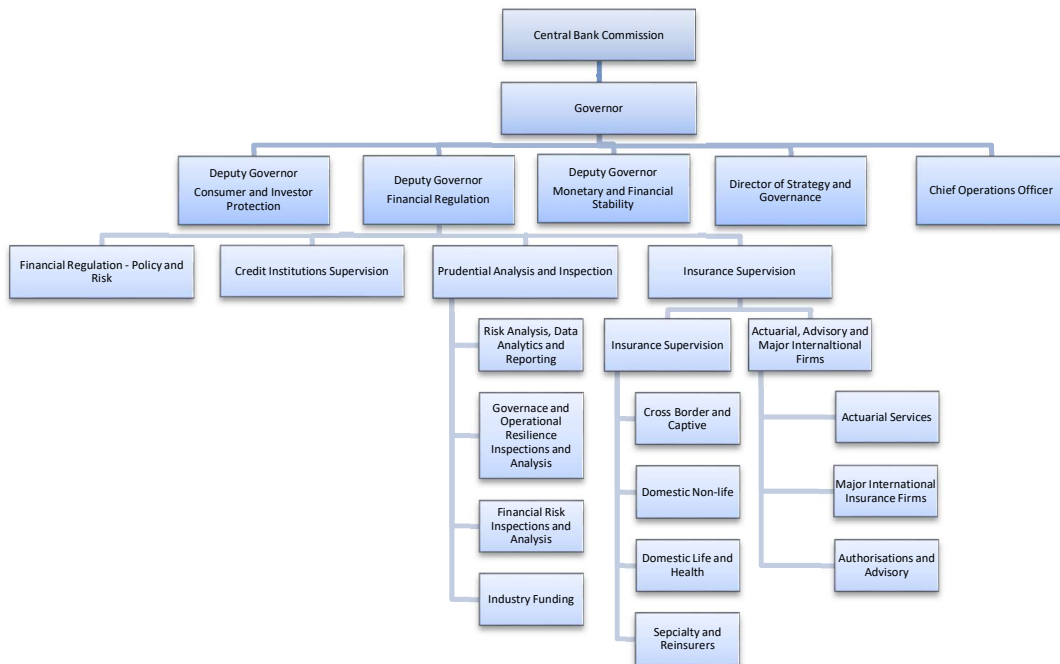 Central Bank Commission
Governor
Deputy Governor
Consumer and Investor
Protection
Deputy Governor
Financial Regulation
Deputy Governor
Monetary and Financial
Stability
Director of Strategy and
Governance
Chief Operations Officer
Financial Regulation - Policy and
Risk
Credit Institutions Supervision
Prudential Analysis and Inspection
Insurance Supervision
Risk Analysis, Data
Analytics and
Reporting
Governace and
Operational
Resilience
Inspections and
Analysis
Financial Risk
Inspections and
Analysis
Industry Funding
Insurance Supervision
Cross Border and
Captive
Domestic Non-life
Domestic Life and
Health
Sepcialty and
Reinsurers
Actuarial, Advisory and
Major Internaltional
Firms
Actuarial Services
Major International
Insurance Firms
Authorisations and
Advisory